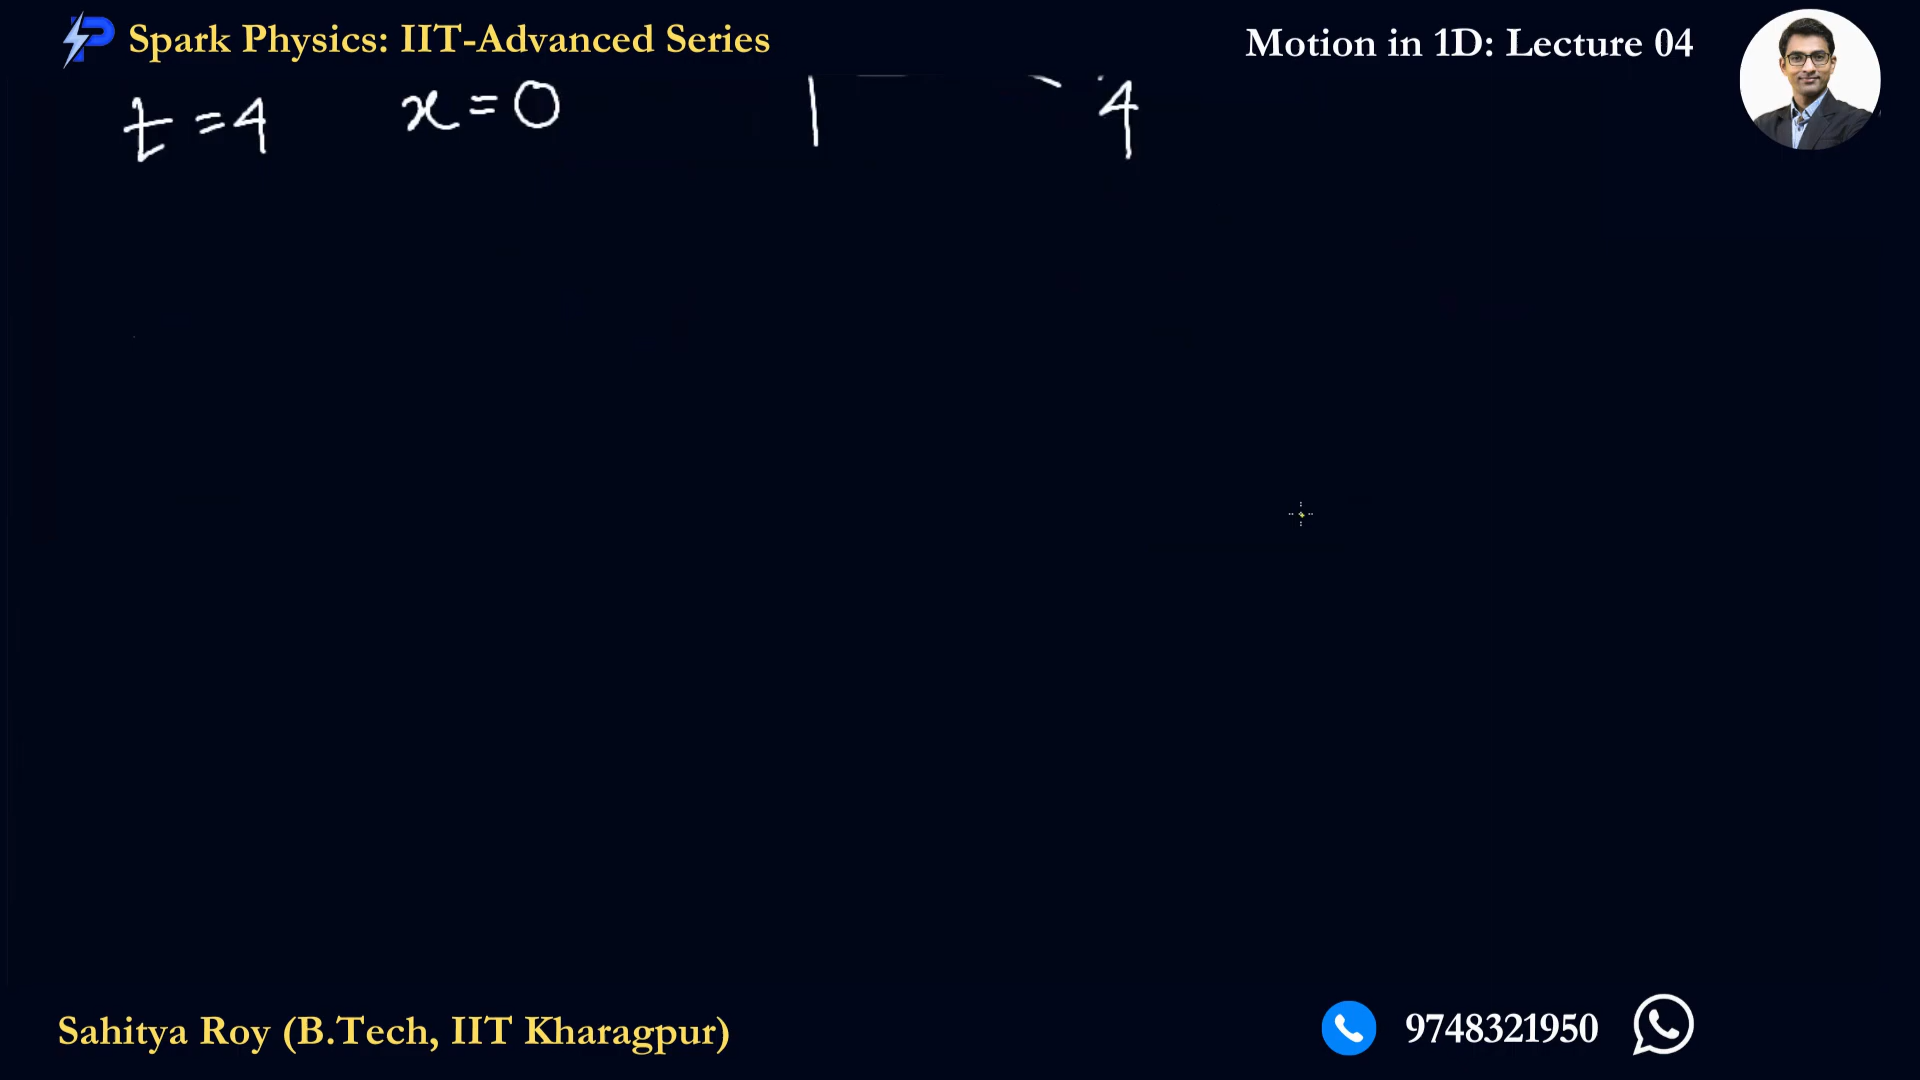 Spark Physics: IIT-Advanced Series
Motion in 1D: Lecture 04
t = 4 x = 0 4
Sahitya Roy (B.Tech, IIT Kharagpur)
9748321950